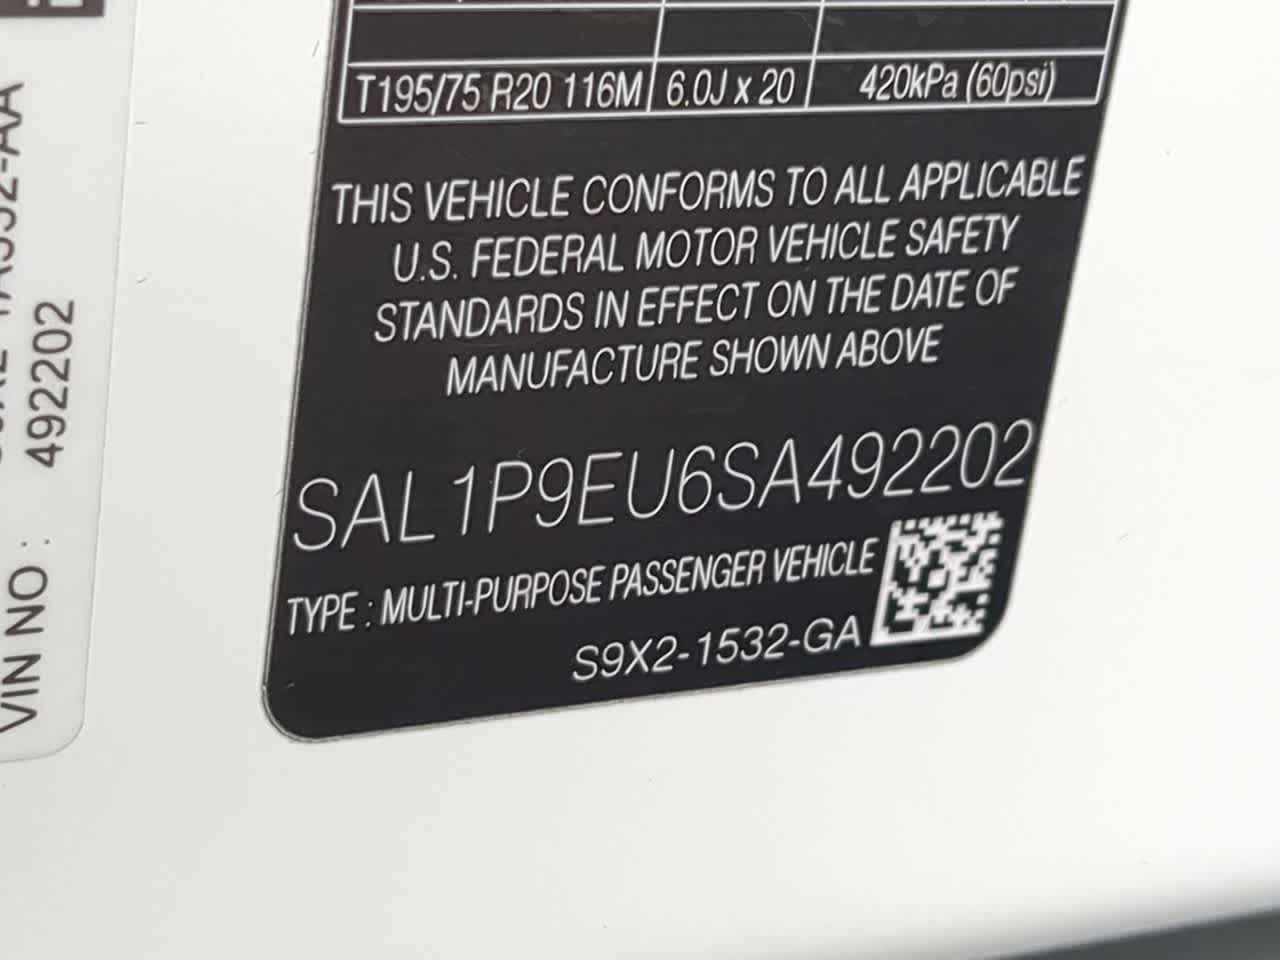 T195/75 R20 116M 6.0J x 20 420kPa (60psi)
THIS VEHICLE CONFORMS TO ALL APPLICABLE
U.S. FEDERAL MOTOR VEHICLE SAFETY
STANDARDS IN EFFECT ON THE DATE OF
MANUFACTURE SHOWN ABOVE
SAL1P9EU6SA492202
TYPE : MULTI-PURPOSE PASSENGER VEHICLE
S9X2-1532-GA
VIN NO : 492202